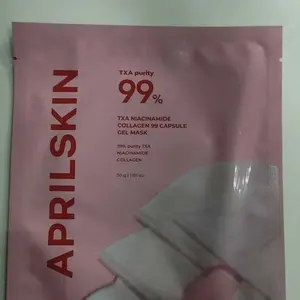 TXA purity
99%
TXA NIACINAMIDE
COLLAGEN 99 CAPSULE
GEL MASK
99% purity TXA
NIACINAMIDE
COLLAGEN
APRILSKIN